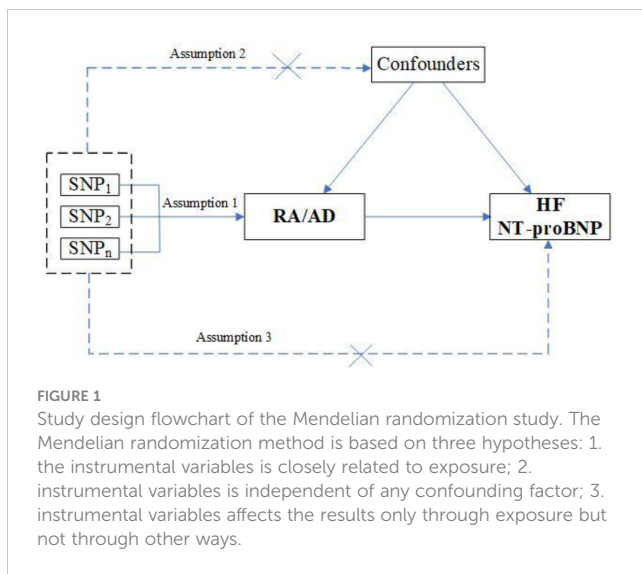 Assumption 2
Confounders
SNP1
SNP2
SNPn
Assumption 1
RA/AD
HF
NT-proBNP
Assumption 3
FIGURE 1
Study design flowchart of the Mendelian randomization study. The
Mendelian randomization method is based on three hypotheses: 1.
the instrumental variables is closely related to exposure; 2.
instrumental variables is independent of any confounding factor; 3.
instrumental variables affects the results only through exposure but
not through other ways.